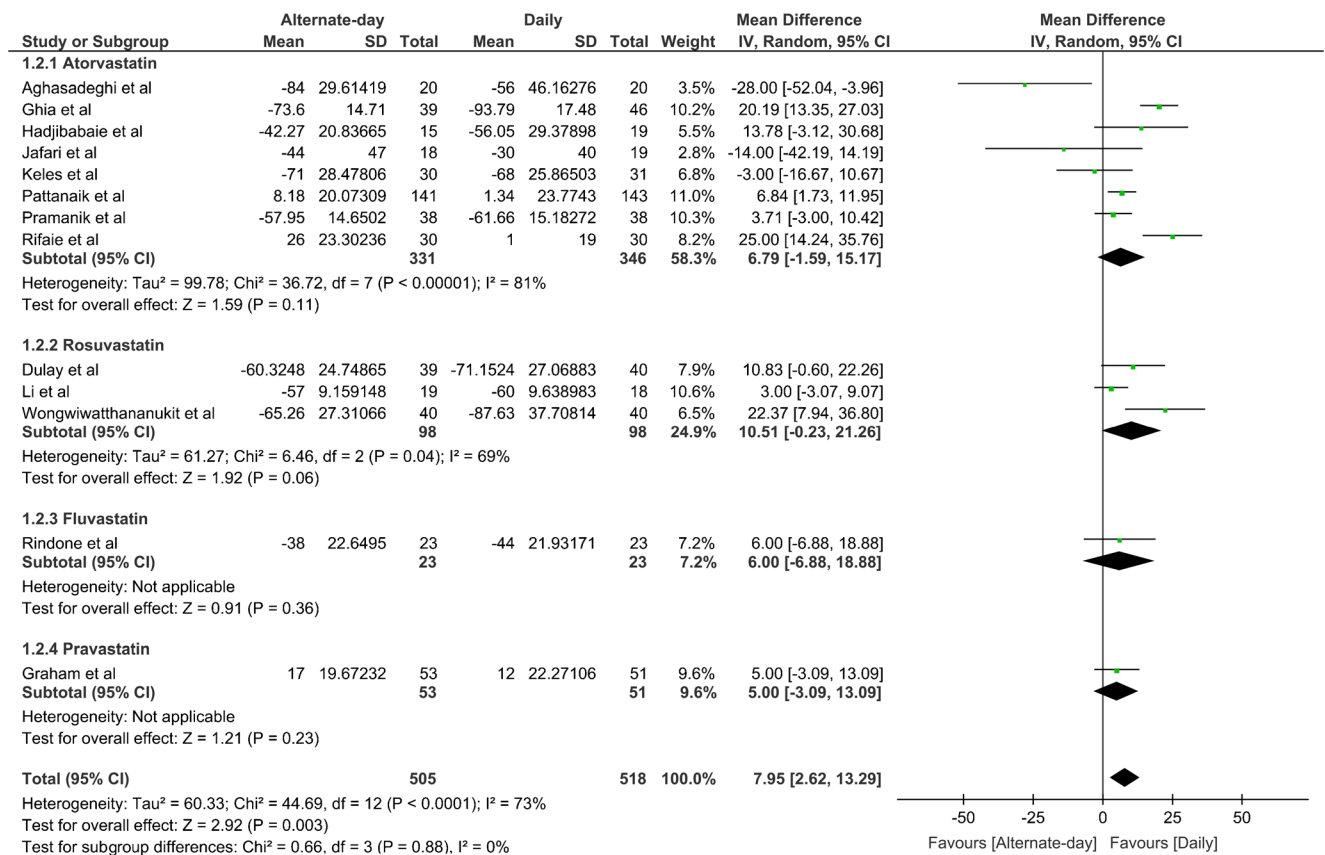 Alternate-day Daily Mean Difference Mean Difference
Study or Subgroup Mean SD Total Mean SD Total Weight IV, Random, 95% CI IV, Random, 95% CI
1.2.1 Atorvastatin
Aghasadeghi et al -84 29.61419 20 -56 46.16276 20 3.5% -28.00 [-52.04, -3.96]
Ghia et al -73.6 14.71 39 -93.79 17.48 46 10.2% 20.19 [13.35, 27.03]
Hadjibabaie et al -42.27 20.83665 15 -56.05 29.37898 19 5.5% 13.78 [-3.12, 30.68]
Jafari et al -44 47 18 -30 40 19 2.8% -14.00 [-42.19, 14.19]
Keles et al -71 28.47806 30 -68 25.86503 31 6.8% -3.00 [-16.67, 10.67]
Pattanaik et al 8.18 20.07309 141 1.34 23.7743 143 11.0% 6.84 [1.73, 11.95]
Pramanik et al -57.95 14.6502 38 -61.66 15.18272 38 10.3% 3.71 [-3.00, 10.42]
Rifaie et al 26 23.30236 30 1 19 30 8.2% 25.00 [14.24, 35.76]
Subtotal (95% CI) 331 346 58.3% 6.79 [-1.59, 15.17]
Heterogeneity: Tau² = 99.78; Chi² = 36.72, df = 7 (P < 0.00001); I² = 81%
Test for overall effect: Z = 1.59 (P = 0.11)
1.2.2 Rosuvastatin
Dulay et al -60.3248 24.74865 39 -71.1524 27.06883 40 7.9% 10.83 [-0.60, 22.26]
Li et al -57 9.159148 19 -60 9.638983 18 10.6% 3.00 [-3.07, 9.07]
Wongwiwatthananukit et al -65.26 27.31066 40 -87.63 37.70814 40 6.5% 22.37 [7.94, 36.80]
Subtotal (95% CI) 98 98 24.9% 10.51 [-0.23, 21.26]
Heterogeneity: Tau² = 61.27; Chi² = 6.46, df = 2 (P = 0.04); I² = 69%
Test for overall effect: Z = 1.92 (P = 0.06)
1.2.3 Fluvastatin
Rindone et al -38 22.6495 23 -44 21.93171 23 7.2% 6.00 [-6.88, 18.88]
Subtotal (95% CI) 23 23 7.2% 6.00 [-6.88, 18.88]
Heterogeneity: Not applicable
Test for overall effect: Z = 0.91 (P = 0.36)
1.2.4 Pravastatin
Graham et al 17 19.67232 53 12 22.27106 51 9.6% 5.00 [-3.09, 13.09]
Subtotal (95% CI) 53 51 9.6% 5.00 [-3.09, 13.09]
Heterogeneity: Not applicable
Test for overall effect: Z = 1.21 (P = 0.23)
Total (95% CI) 505 518 100.0% 7.95 [2.62, 13.29]
Heterogeneity: Tau² = 60.33; Chi² = 44.69, df = 12 (P < 0.0001); I² = 73%
Test for overall effect: Z = 2.92 (P = 0.003)
Test for subgroup differences: Chi² = 0.66, df = 3 (P = 0.88), I² = 0%
-50 -25 0 25 50
Favours [Alternate-day] Favours [Daily]